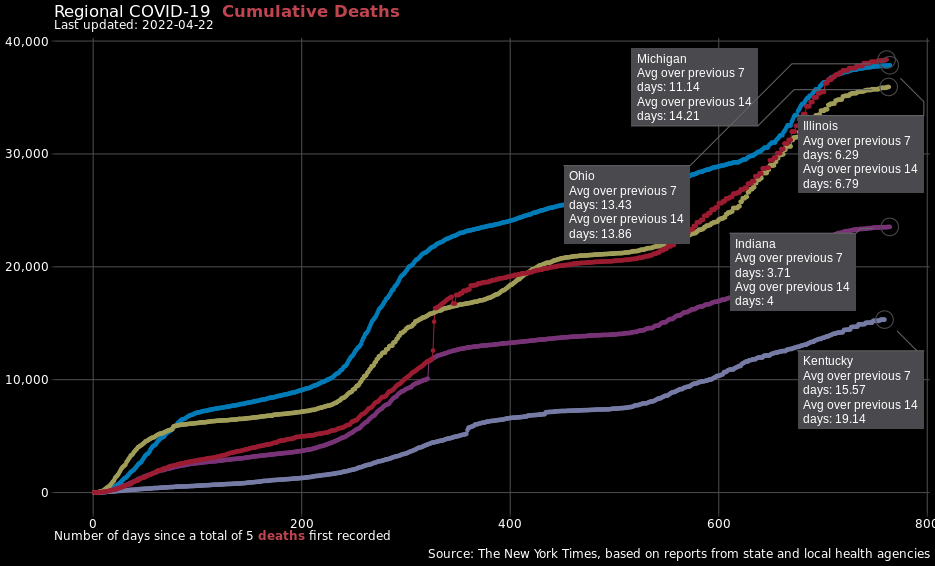 Regional COVID-19 Cumulative Deaths
Last updated: 2022-04-22
40,000
30,000
20,000
10,000
0
Michigan
Avg over previous 7
days: 11.14
Avg over previous 14
days: 14.21
Illinois
Avg over previous 7
days: 6.29
Avg over previous 14
days: 6.79
Ohio
Avg over previous 7
days: 13.43
Avg over previous 14
days: 13.86
Indiana
Avg over previous 7
days: 3.71
Avg over previous 14
days: 4
Kentucky
Avg over previous 7
days: 15.57
Avg over previous 14
days: 19.14
0
200
400
600
800
Number of days since a total of 5 deaths first recorded
Source: The New York Times, based on reports from state and local health agencies